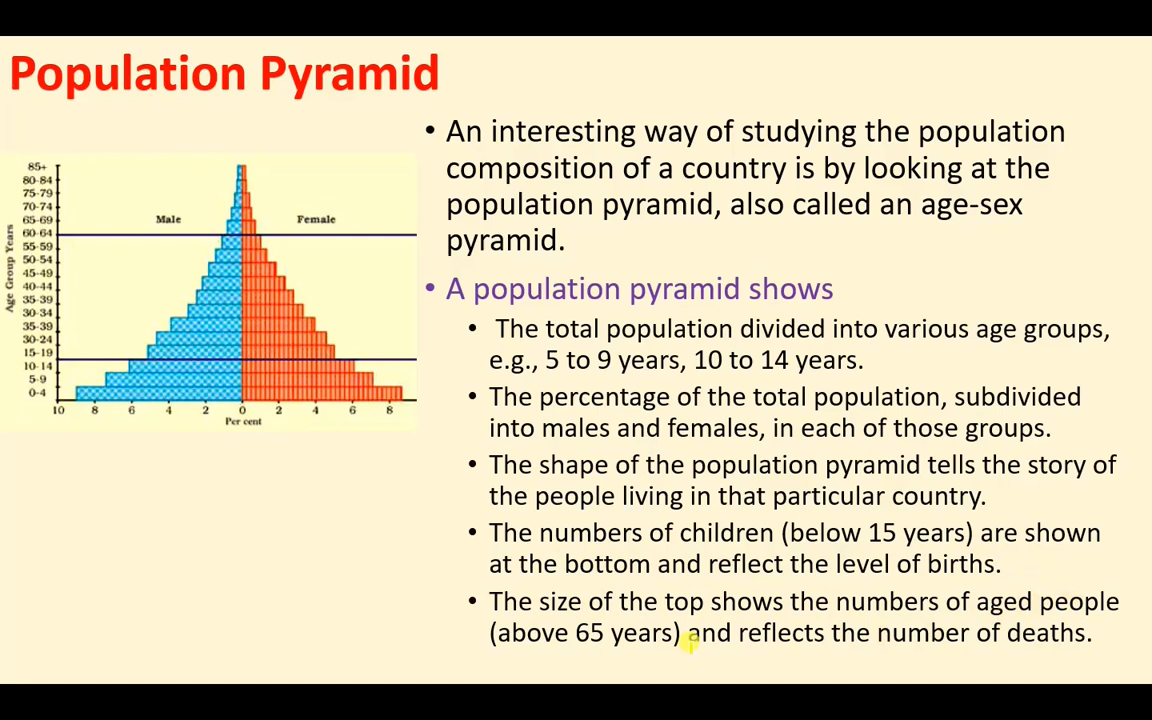 Population Pyramid
85+
80-84
75-79
70-74
65-69
60-64
55-59
50-54
45-49
40-44
35-39
30-34
35-39
30-24
15-19
10-14
5-9
0-4
Age Group Years
Male
Female
10 8 6 4 2 0 2 4 6 8
Per cent
• An interesting way of studying the population
composition of a country is by looking at the
population pyramid, also called an age-sex
pyramid.
• A population pyramid shows
• The total population divided into various age groups,
e.g., 5 to 9 years, 10 to 14 years.
• The percentage of the total population, subdivided
into males and females, in each of those groups.
• The shape of the population pyramid tells the story of
the people living in that particular country.
• The numbers of children (below 15 years) are shown
at the bottom and reflect the level of births.
• The size of the top shows the numbers of aged people
(above 65 years) and reflects the number of deaths.